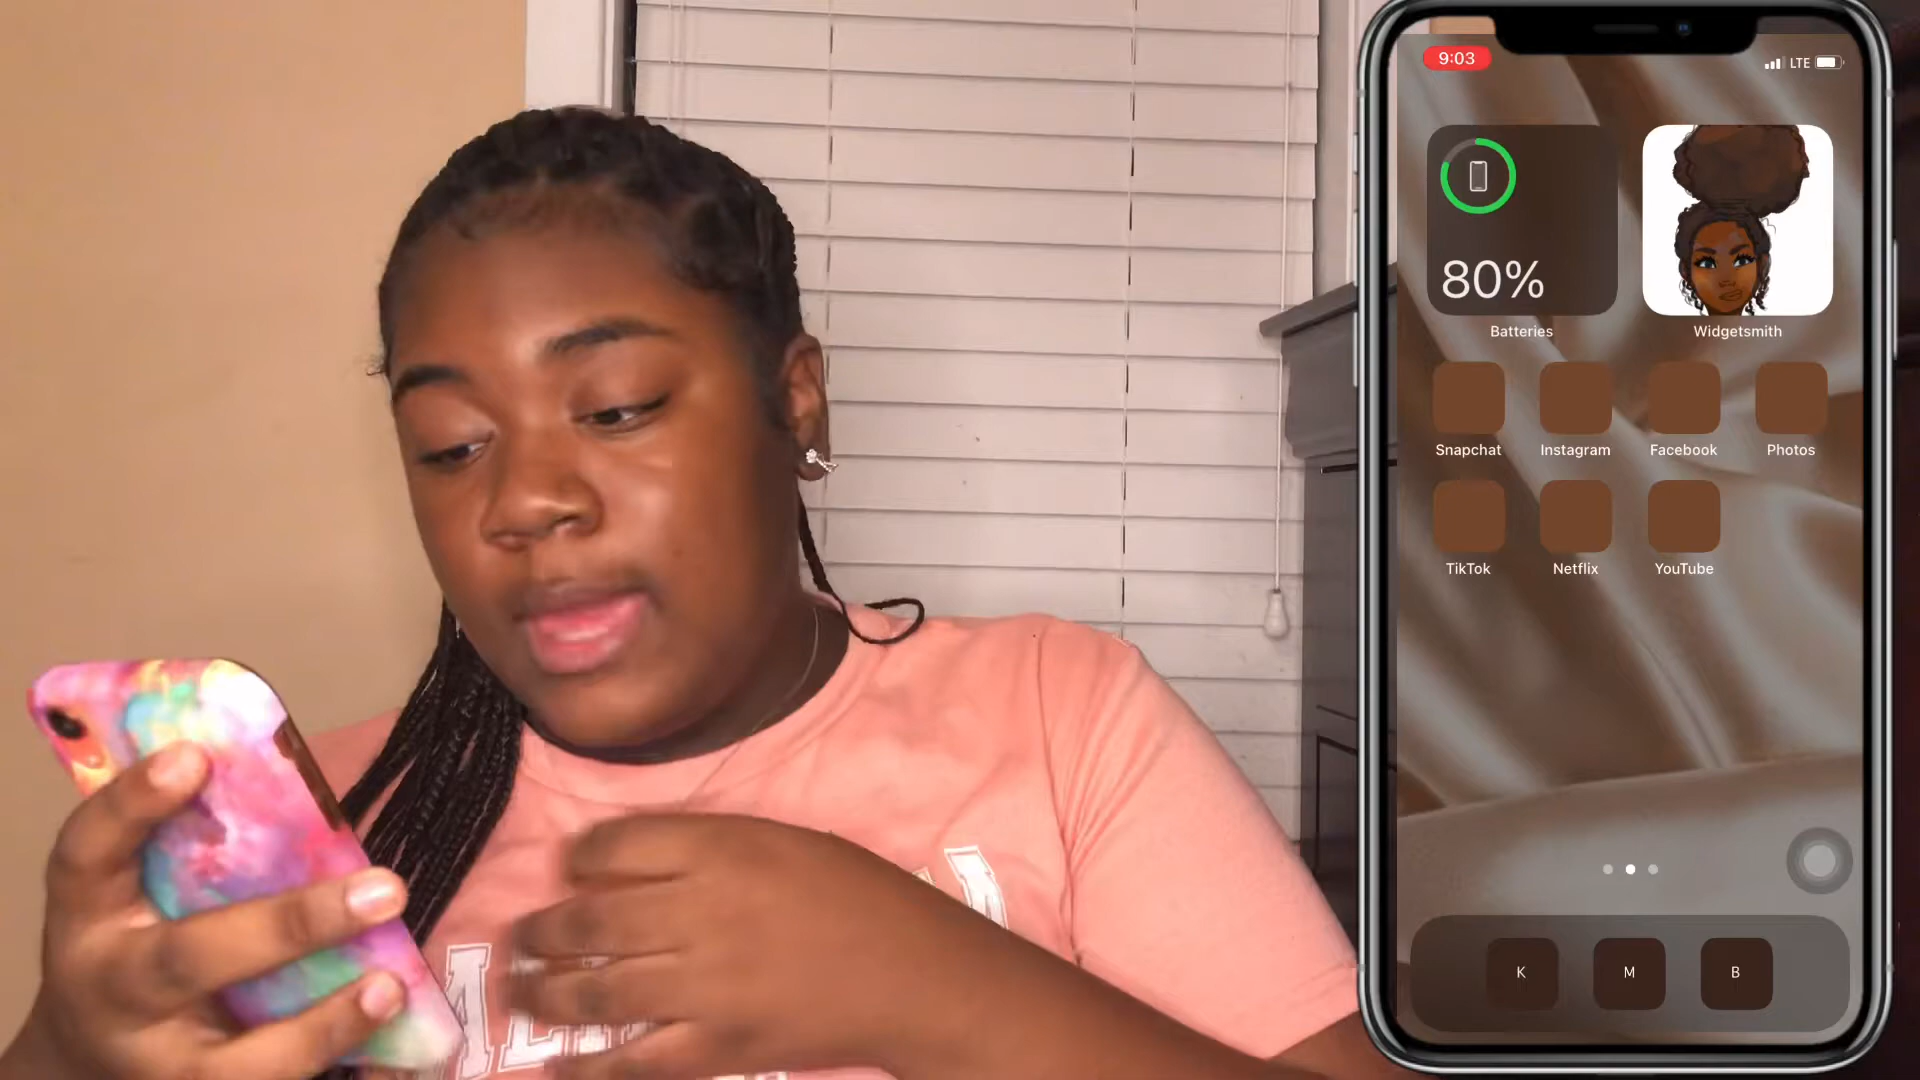 9:03 LTE
80%
Batteries Widgetsmith
Snapchat Instagram Facebook Photos
TikTok Netflix YouTube
K M B